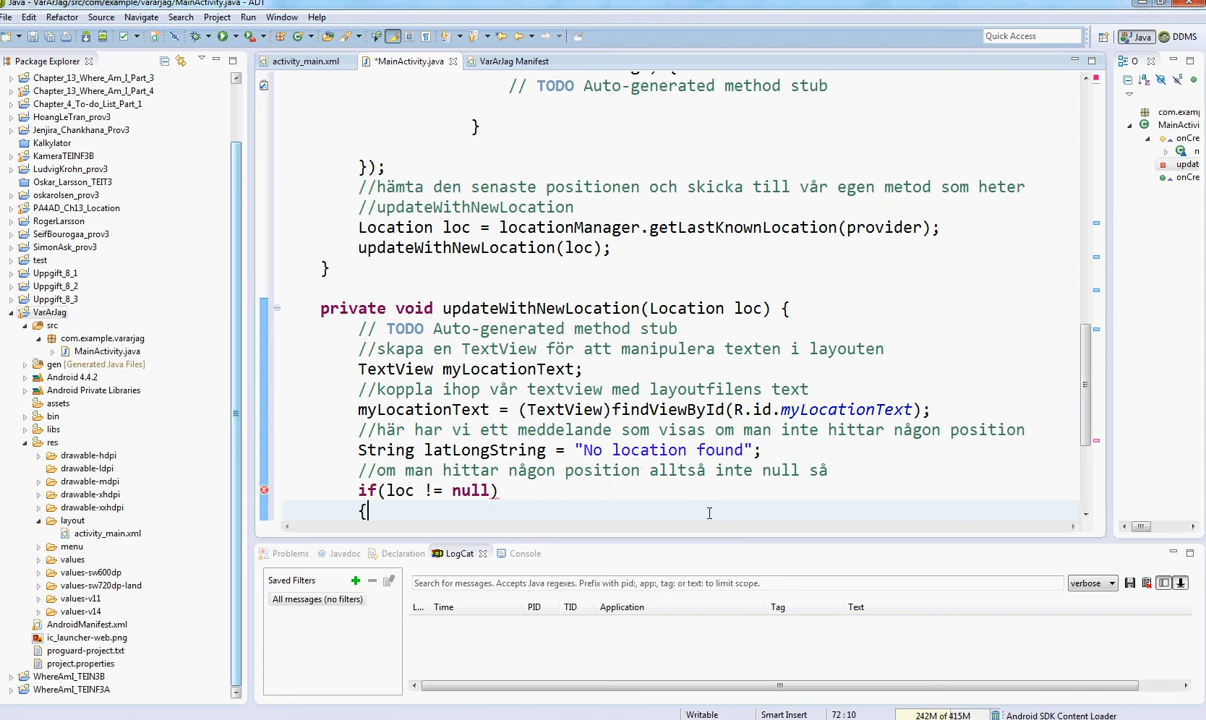 Java - VarArJag/src/com/example/vararjag/MainActivity.java - ADT
File Edit Refactor Source Navigate Search Project Run Window Help
Quick Access
Java
DDMS
Package Explorer
Chapter_13_Where_Am_I_Part_3
Chapter_13_Where_Am_I_Part_4
Chapter_4_To-do_List_Part_1
HoangLeTran_prov3
Jenjira_Chankhana_Prov3
Kalkylator
KameraTEINF3B
LudvigKrohn_prov3
Oskar_Larsson_TEIT3
oskarolsen_prov3
PA4AD_Ch13_Location
RogerLarsson
SeifBourogaa_prov3
SimonAsk_prov3
test
Uppgift_8_1
Uppgift_8_2
Uppgift_8_3
VarArJag
src
com.example.vararjag
MainActivity.java
gen [Generated Java Files]
Android 4.4.2
Android Private Libraries
assets
bin
libs
res
drawable-hdpi
drawable-ldpi
drawable-mdpi
drawable-xhdpi
drawable-xxhdpi
layout
activity_main.xml
menu
values
values-sw600dp
values-sw720dp-land
values-v11
values-v14
AndroidManifest.xml
ic_launcher-web.png
proguard-project.txt
project.properties
WhereAmI_TEIN3B
WhereAmI_TEINF3A
activity_main.xml
*MainActivity.java
VarArJag Manifest
// TODO Auto-generated method stub
}
});
//hämta den senaste positionen och skicka till vår egen metod som heter
//updateWithNewLocation
Location loc = locationManager.getLastKnownLocation(provider);
updateWithNewLocation(loc);
}
private void updateWithNewLocation(Location loc) {
// TODO Auto-generated method stub
//skapa en TextView för att manipulera texten i layouten
TextView myLocationText;
//koppla ihop vår textview med layoutfilens text
myLocationText = (TextView)findViewById(R.id.myLocationText);
//här har vi ett meddelande som visas om man inte hittar någon position
String latLongString = "No location found";
//om man hittar någon position alltså inte null så
if(loc != null)
{
O
com.examp
MainActivi
onCre
n
updat
onCre
Problems
Javadoc
Declaration
LogCat
Console
Saved Filters
All messages (no filters)
Search for messages. Accepts Java regexes. Prefix with pid:, app:, tag: or text: to limit scope.
verbose
L... Time PID TID Application Tag Text
Writable
Smart Insert
72 : 10
242M of 415M
Android SDK Content Loader